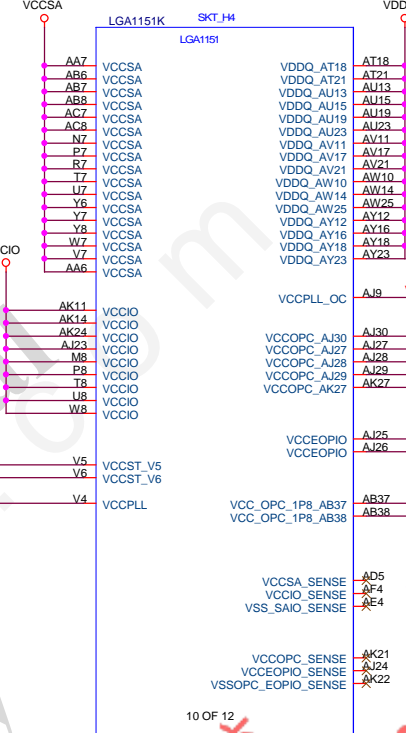 VCCSA
VDD
LGA1151K
SKT_H4
LGA1151
AA7 VCCSA VDDQ_AT18 AT18
AB6 VCCSA VDDQ_AT21 AT21
AB7 VCCSA VDDQ_AU13 AU13
AB8 VCCSA VDDQ_AU15 AU15
AC7 VCCSA VDDQ_AU19 AU19
AC8 VCCSA VDDQ_AU23 AU23
N7 VCCSA VDDQ_AV11 AV11
P7 VCCSA VDDQ_AV17 AV17
R7 VCCSA VDDQ_AV21 AV21
T7 VCCSA VDDQ_AW10 AW10
U7 VCCSA VDDQ_AW14 AW14
Y6 VCCSA VDDQ_AW25 AW25
Y7 VCCSA VDDQ_AY12 AY12
Y8 VCCSA VDDQ_AY16 AY16
W7 VCCSA VDDQ_AY18 AY18
V7 VCCSA VDDQ_AY23 AY23
AA6 VCCSA
CIO
VCCPLL_OC AJ9
AK11 VCCIO
AK14 VCCIO
AK24 VCCIO VCCOPC_AJ30 AJ30
AJ23 VCCIO VCCOPC_AJ27 AJ27
M8 VCCIO VCCOPC_AJ28 AJ28
P8 VCCIO VCCOPC_AJ29 AJ29
T8 VCCIO VCCOPC_AK27 AK27
U8 VCCIO
W8 VCCIO
VCCEOPIO AJ25
VCCEOPIO AJ26
V5 VCCST_V5
V6 VCCST_V6
V4 VCCPLL VCC_OPC_1P8_AB37 AB37
VCC_OPC_1P8_AB38 AB38
VCCSA_SENSE AD5
VCCIO_SENSE AF4
VSS_SAIO_SENSE AE4
VCCOPC_SENSE AK21
VCCEOPIO_SENSE AJ24
VSSOPC_EOPIO_SENSE AK22
10 OF 12